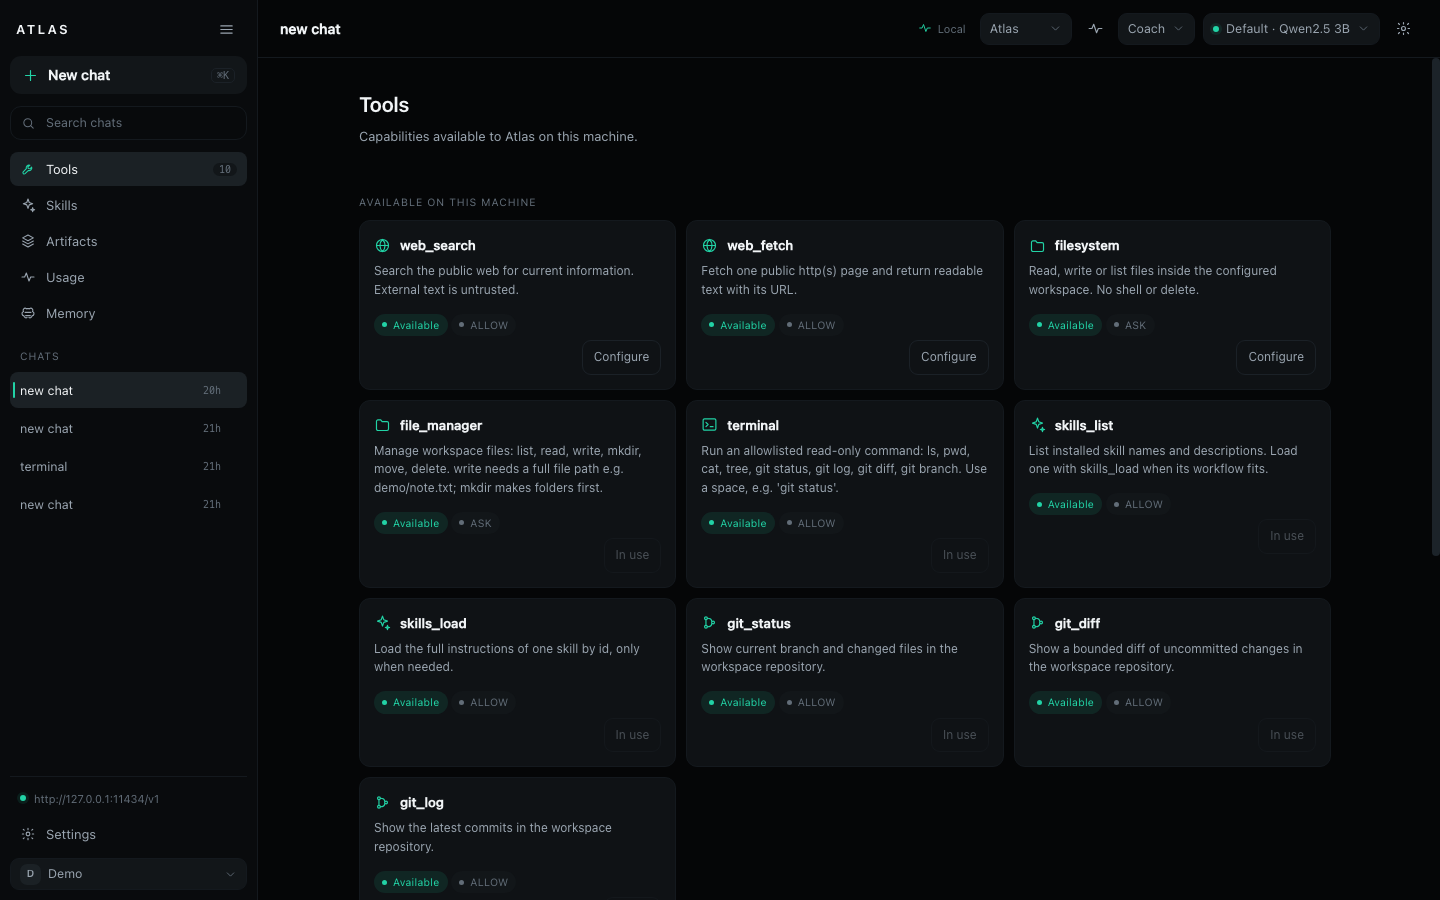 ATLAS
New chat
⌘K
Search chats
Tools
10
Skills
Artifacts
Usage
Memory
CHATS
new chat
20h
new chat
21h
terminal
21h
new chat
21h
http://127.0.0.1:11434/v1
Settings
D
Demo
new chat
Local
Atlas
Coach
Default · Qwen2.5 3B
Tools
Capabilities available to Atlas on this machine.
AVAILABLE ON THIS MACHINE
web_search
Search the public web for current information.
External text is untrusted.
Available
ALLOW
Configure
web_fetch
Fetch one public http(s) page and return readable
text with its URL.
Available
ALLOW
Configure
filesystem
Read, write or list files inside the configured
workspace. No shell or delete.
Available
ASK
Configure
file_manager
Manage workspace files: list, read, write, mkdir,
move, delete. write needs a full file path e.g.
demo/note.txt; mkdir makes folders first.
Available
ASK
In use
terminal
Run an allowlisted read-only command: ls, pwd,
cat, tree, git status, git log, git diff, git branch. Use
a space, e.g. 'git status'.
Available
ALLOW
In use
skills_list
List installed skill names and descriptions. Load
one with skills_load when its workflow fits.
Available
ALLOW
In use
skills_load
Load the full instructions of one skill by id, only
when needed.
Available
ALLOW
In use
git_status
Show current branch and changed files in the
workspace repository.
Available
ALLOW
In use
git_diff
Show a bounded diff of uncommitted changes in
the workspace repository.
Available
ALLOW
In use
git_log
Show the latest commits in the workspace
repository.
Available
ALLOW